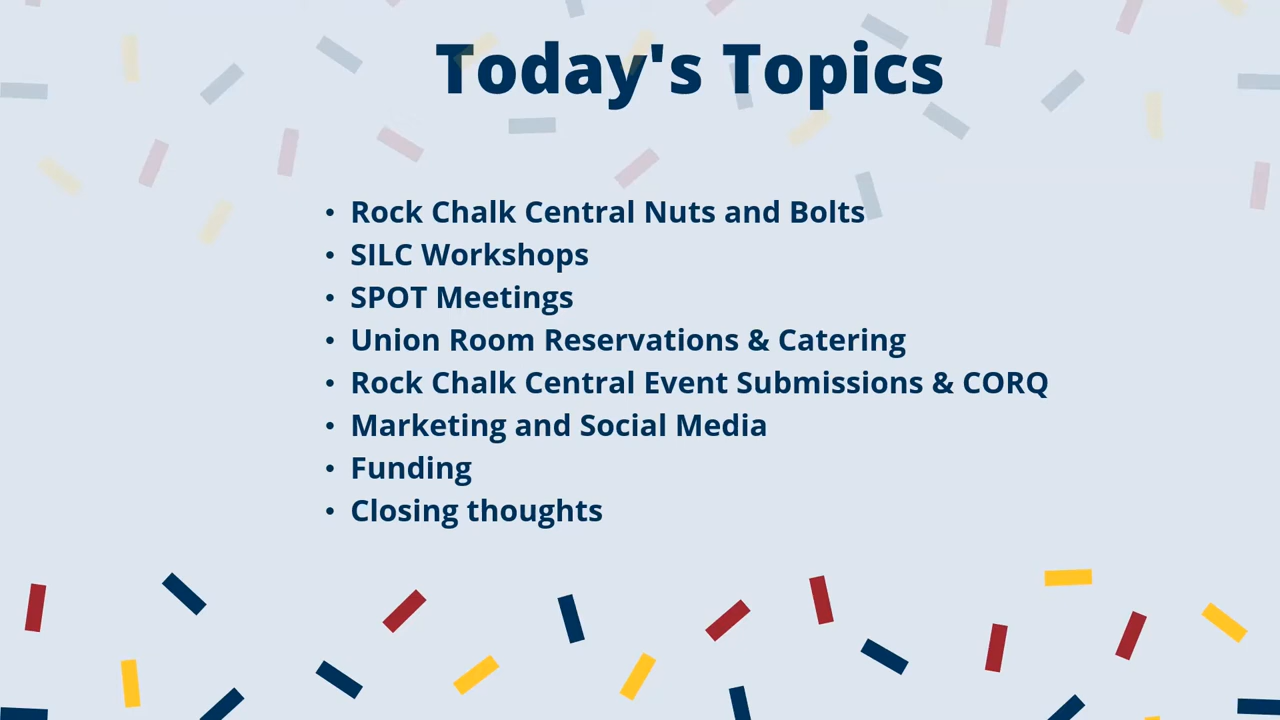 Today's Topics
• Rock Chalk Central Nuts and Bolts
• SILC Workshops
• SPOT Meetings
• Union Room Reservations & Catering
• Rock Chalk Central Event Submissions & CORQ
• Marketing and Social Media
• Funding
• Closing thoughts